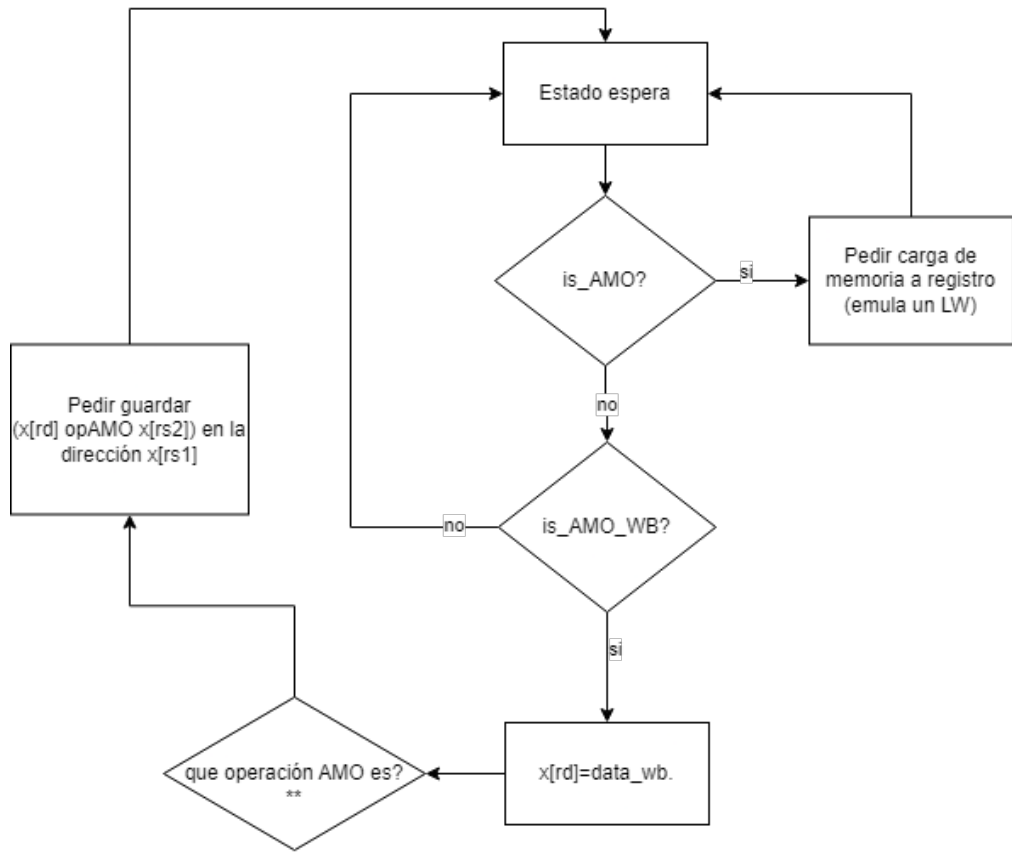 Estado espera
is_AMO?
si
Pedir carga de
memoria a registro
(emula un LW)
no
Pedir guardar
(x[rd] opAMO x[rs2]) en la
dirección x[rs1]
is_AMO_WB?
no
si
x[rd]=data_wb.
que operación AMO es?
**